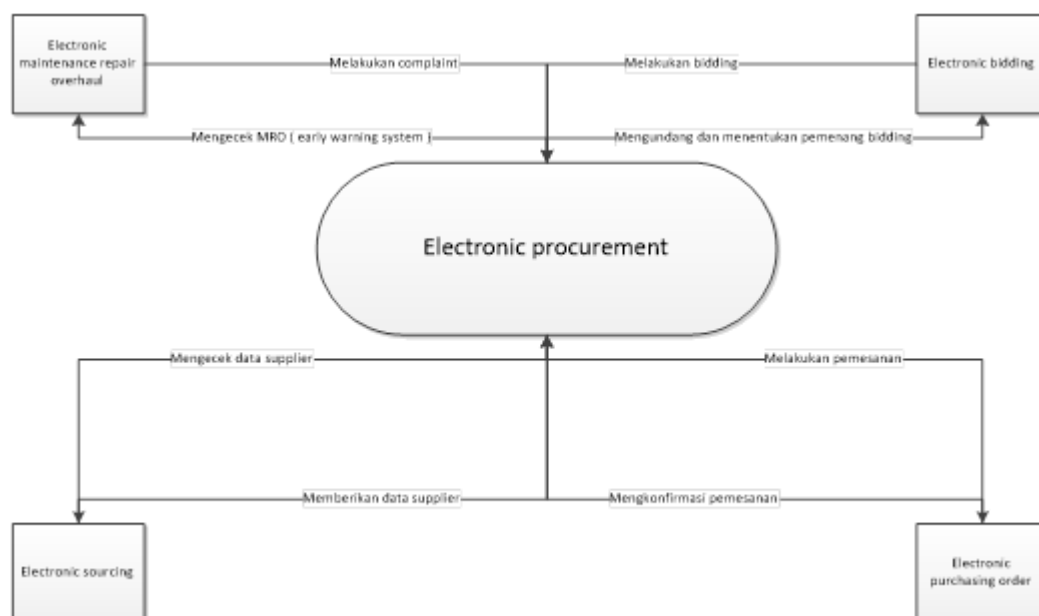 Electronic
maintenance repair
overhaul
Melakukan complaint
Melakukan bidding
Electronic bidding
Mengecek MRO ( early warning system )
Mengundang dan menentukan pemenang bidding
Electronic procurement
Mengecek data supplier
Melakukan pemesanan
Memberikan data supplier
Mengkonfirmasi pemesanan
Electronic sourcing
Electronic
purchasing order